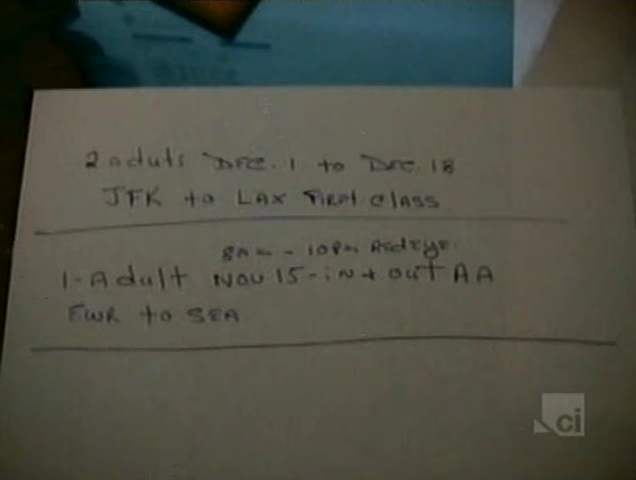 2 aduts DEC. 1 to DEC. 18
JFK to LAX FIRST class
8Am - 10Pm Redeye.
1-Adult NOV 15-in + out AA
EWR to SEA
ci